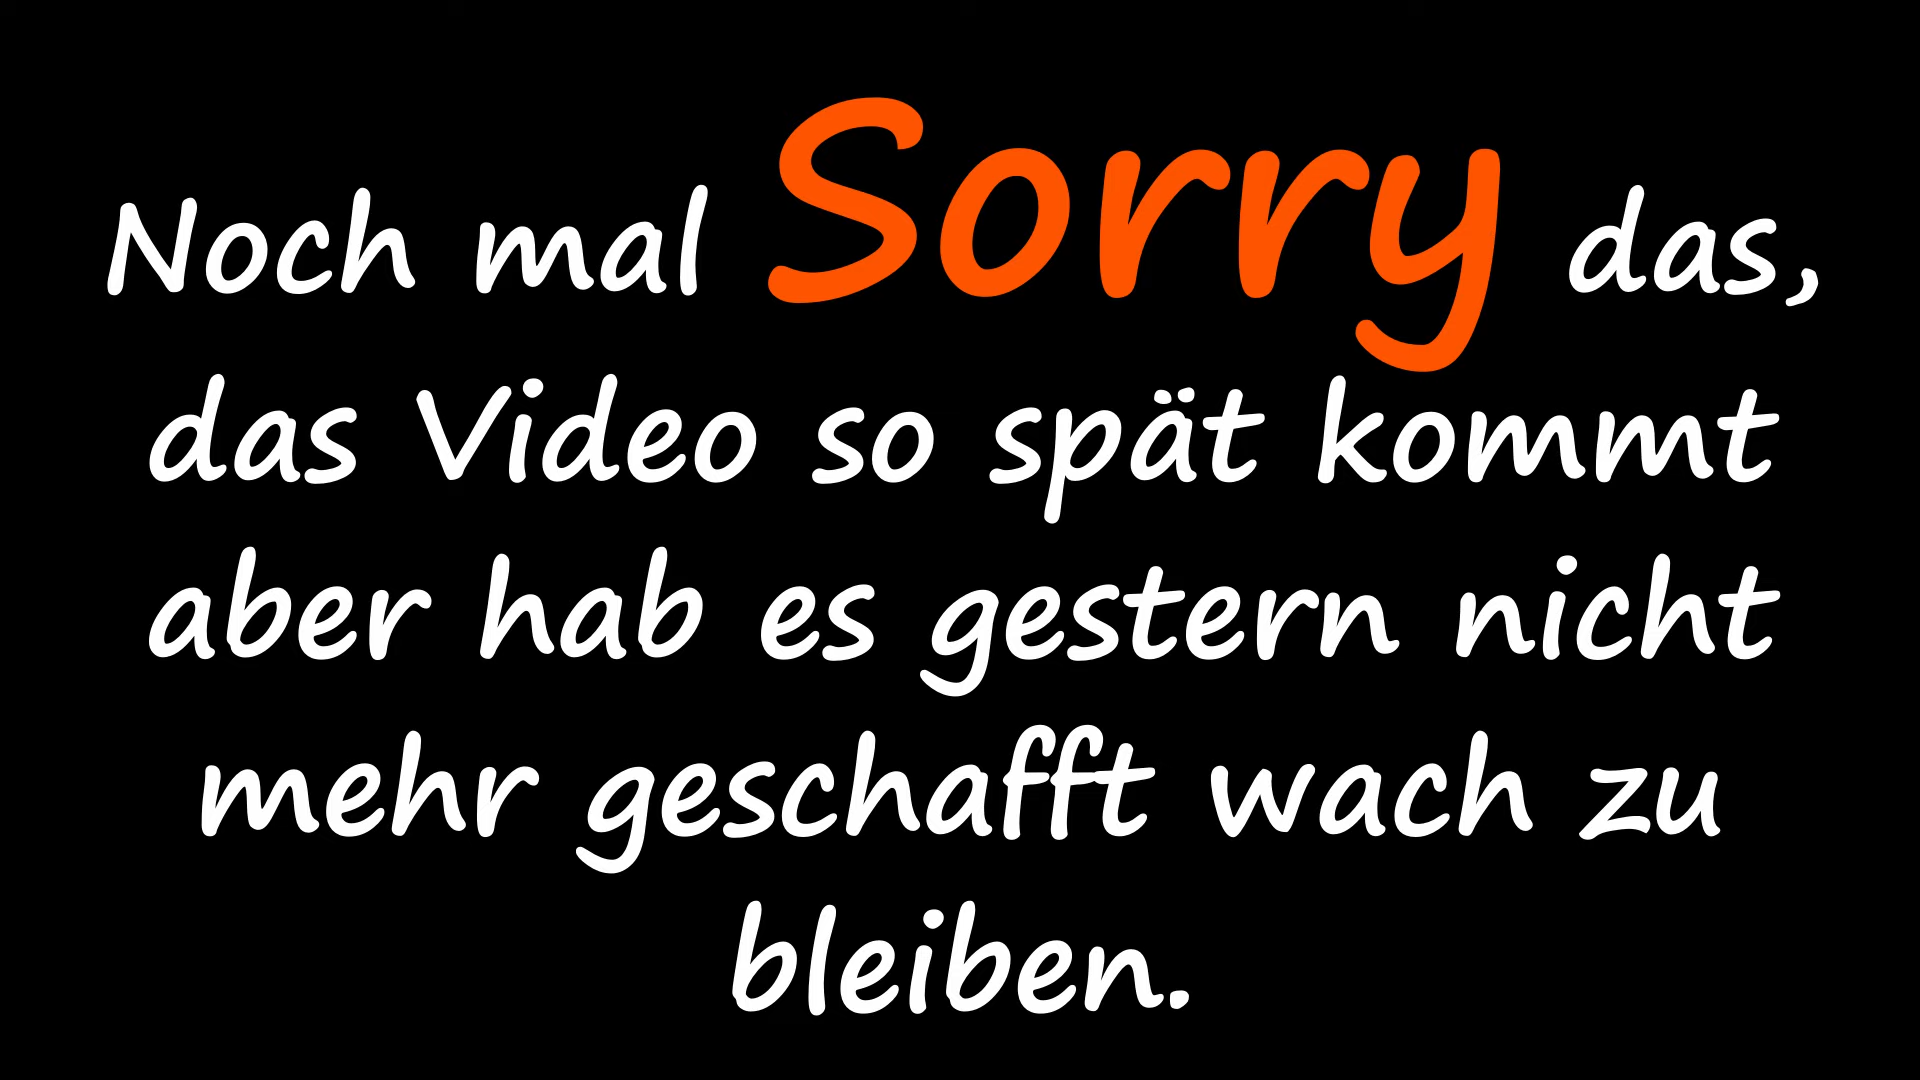 Noch mal Sorry das,
das Video so spät kommt
aber hab es gestern nicht
mehr geschafft wach zu
bleiben.